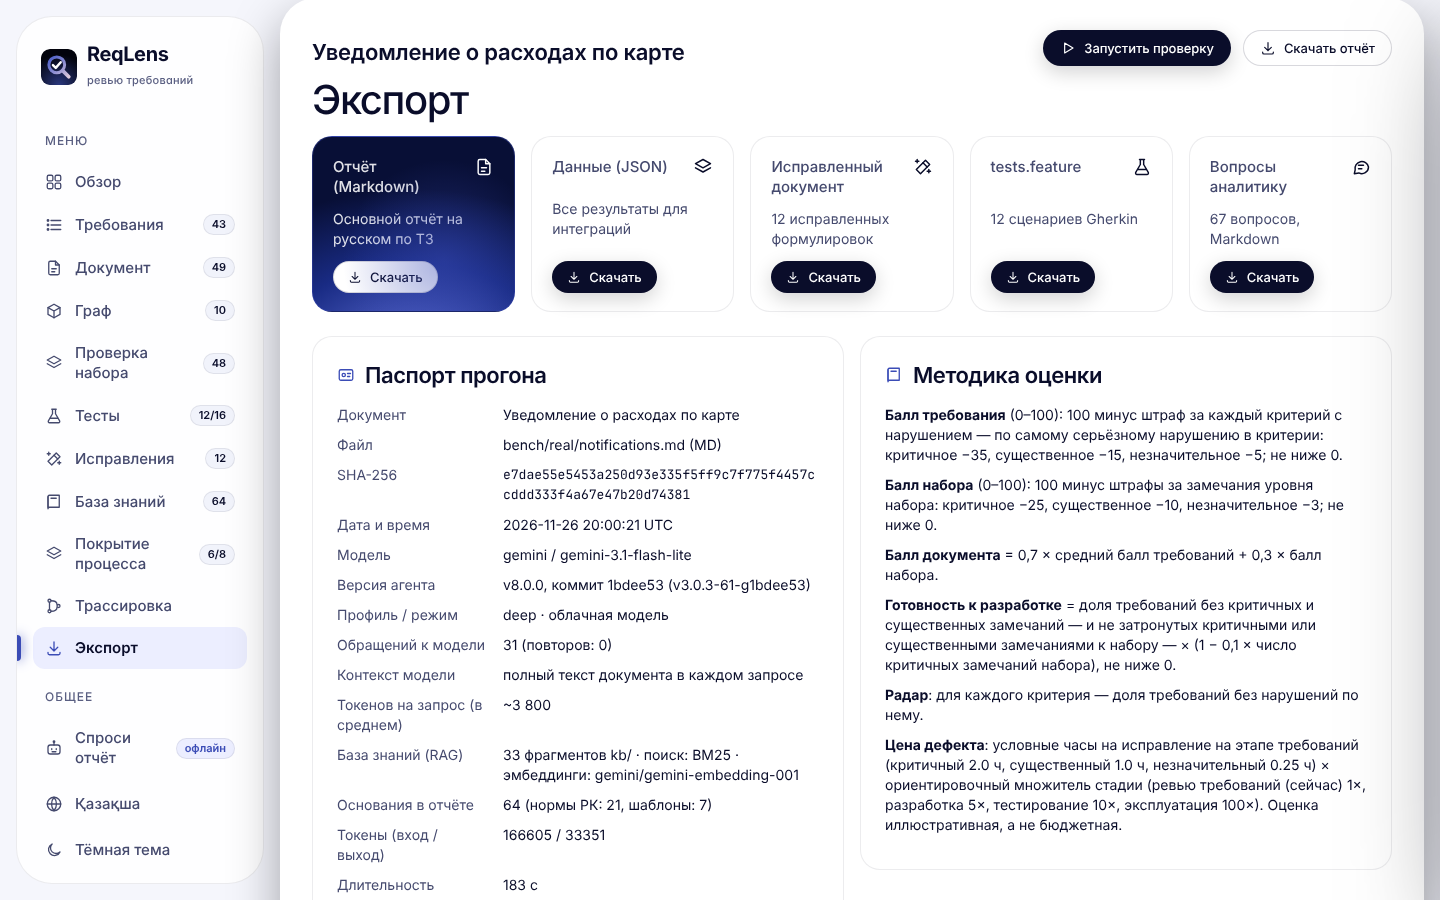 ReqLens
ревью требований
МЕНЮ
Обзор
Требования 43
Документ 49
Граф 10
Проверка
набора 48
Тесты 12/16
Исправления 12
База знаний 64
Покрытие
процесса 6/8
Трассировка
Экспорт
ОБЩЕЕ
Спроси
отчёт офлайн
Қазақша
Тёмная тема
Уведомление о расходах по карте
Запустить проверку
Скачать отчёт
Экспорт
Отчёт
(Markdown)
Основной отчёт на
русском по ТЗ
Скачать
Данные (JSON)
Все результаты для
интеграций
Скачать
Исправленный
документ
12 исправленных
формулировок
Скачать
tests.feature
12 сценариев Gherkin
Скачать
Вопросы
аналитику
67 вопросов,
Markdown
Скачать
Паспорт прогона
Документ Уведомление о расходах по карте
Файл bench/real/notifications.md (MD)
SHA-256 e7dae55e5453a250d93e335f5ff9c7f775f4457c
cddd333f4a67e47b20d74381
Дата и время 2026-11-26 20:00:21 UTC
Модель gemini / gemini-3.1-flash-lite
Версия агента v8.0.0, коммит 1bdee53 (v3.0.3-61-g1bdee53)
Профиль / режим deep · облачная модель
Обращений к модели 31 (повторов: 0)
Контекст модели полный текст документа в каждом запросе
Токенов на запрос (в ~3 800
среднем)
База знаний (RAG) 33 фрагментов kb/ · поиск: BM25 ·
эмбеддинги: gemini/gemini-embedding-001
Основания в отчёте 64 (нормы РК: 21, шаблоны: 7)
Токены (вход / 166605 / 33351
выход)
Длительность 183 с
Методика оценки
Балл требования (0–100): 100 минус штраф за каждый критерий с
нарушением — по самому серьёзному нарушению в критерии:
критичное −35, существенное −15, незначительное −5; не ниже 0.
Балл набора (0–100): 100 минус штрафы за замечания уровня
набора: критичное −25, существенное −10, незначительное −3; не
ниже 0.
Балл документа = 0,7 × средний балл требований + 0,3 × балл
набора.
Готовность к разработке = доля требований без критичных и
существенных замечаний — и не затронутых критичными или
существенными замечаниями к набору — × (1 − 0,1 × число
критичных замечаний набора), не ниже 0.
Радар: для каждого критерия — доля требований без нарушений по
нему.
Цена дефекта: условные часы на исправление на этапе требований
(критичный 2.0 ч, существенный 1.0 ч, незначительный 0.25 ч) ×
ориентировочный множитель стадии (ревью требований (сейчас) 1×,
разработка 5×, тестирование 10×, эксплуатация 100×). Оценка
иллюстративная, а не бюджетная.